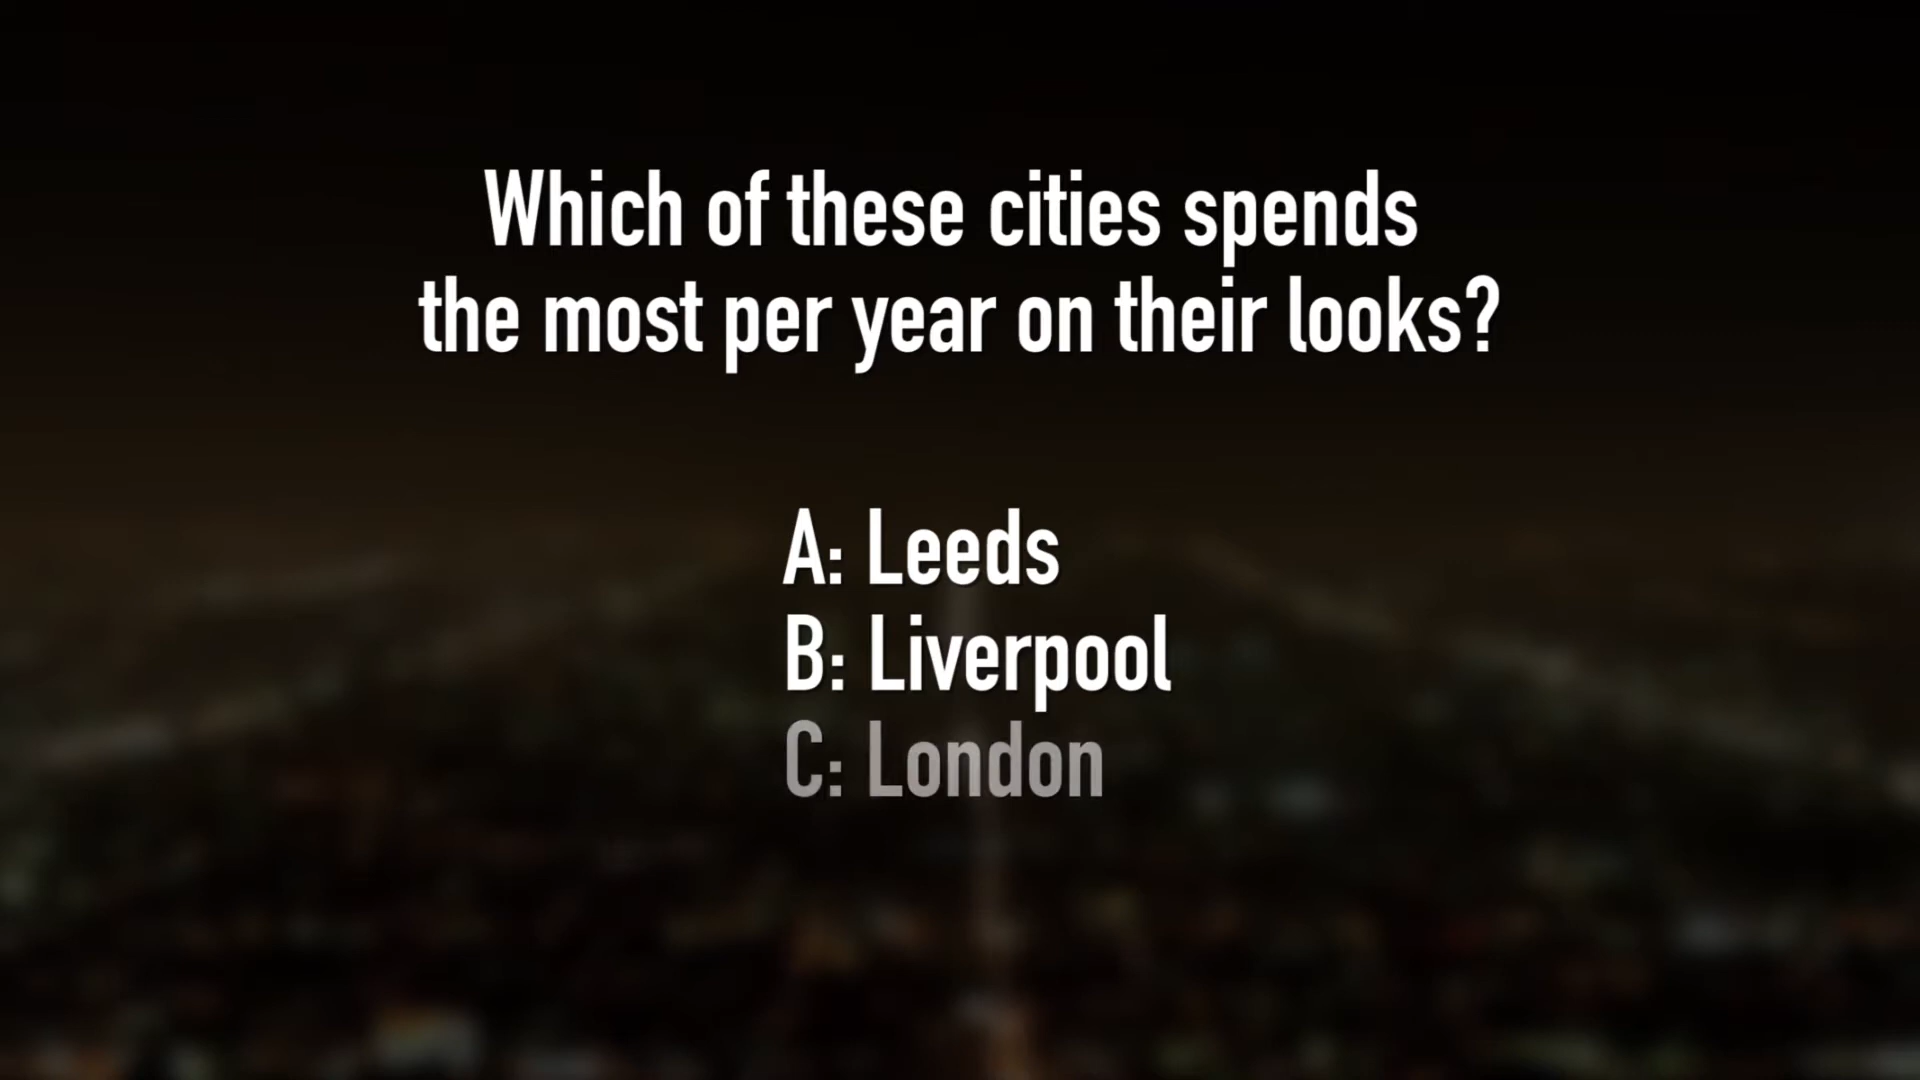 Which of these cities spends
the most per year on their looks?
A: Leeds
B: Liverpool
C: London